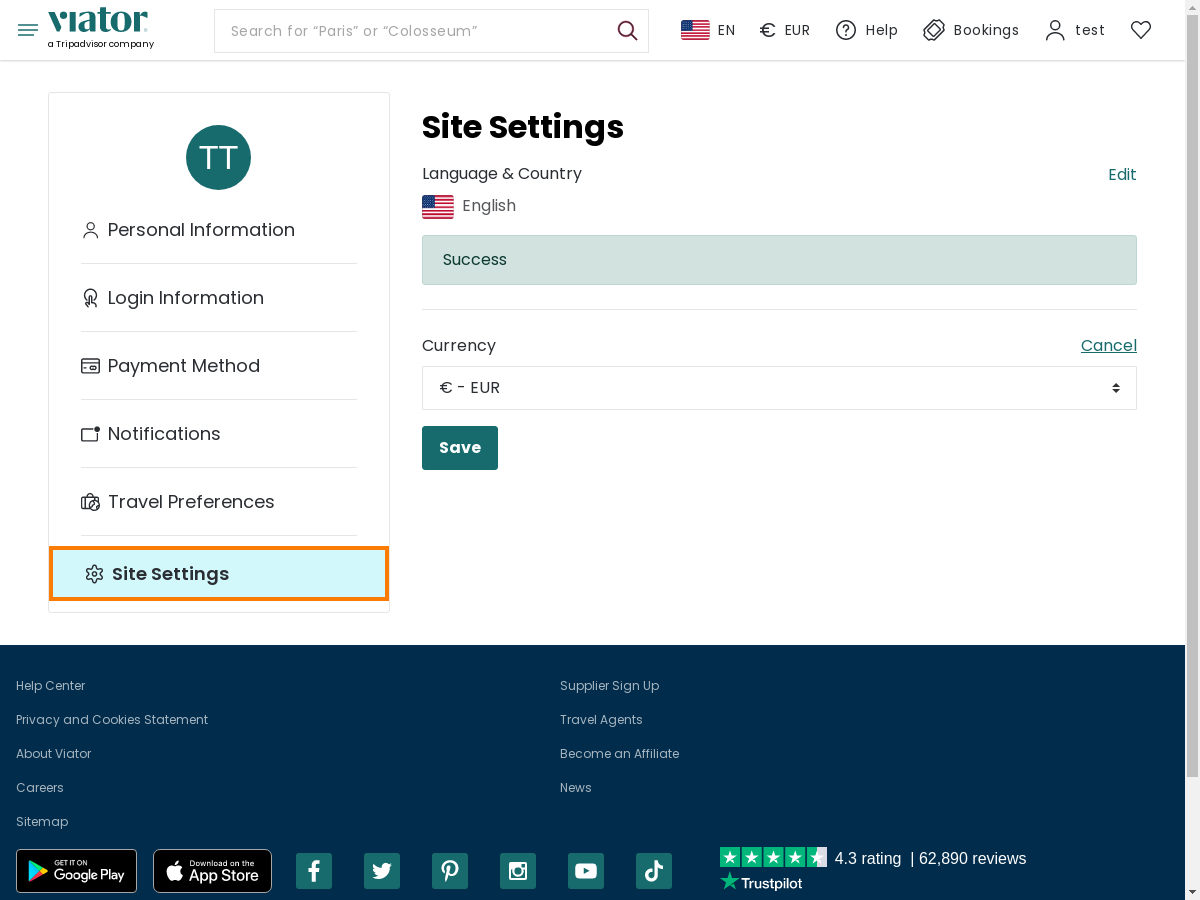 viator
a Tripadvisor company
Search for “Paris” or “Colosseum”
EN
€ EUR
Help
Bookings
test
TT
Personal Information
Login Information
Payment Method
Notifications
Travel Preferences
Site Settings
Site Settings
Language & Country
Edit
English
Success
Currency
Cancel
€ - EUR
Save
Help Center
Privacy and Cookies Statement
About Viator
Careers
Sitemap
Supplier Sign Up
Travel Agents
Become an Affiliate
News
GET IT ON
Google Play
Download on the
App Store
4.3 rating | 62,890 reviews
Trustpilot